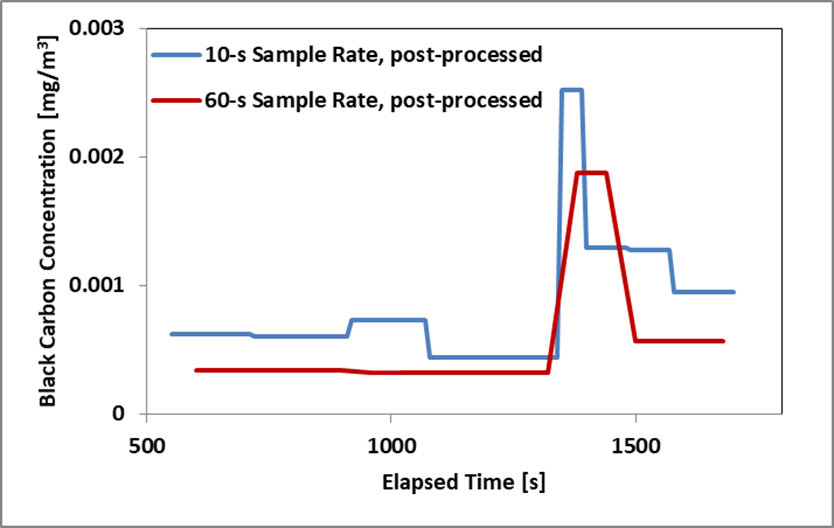 0.003
10-s Sample Rate, post-processed
60-s Sample Rate, post-processed
0.002
0.001
0
500 1000 1500
Elapsed Time [s]
Black Carbon Concentration [mg/m³]